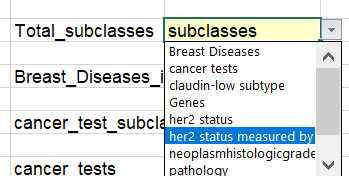 Total_subclasses subclasses
Breast Diseases
cancer tests
Breast_Diseases_i
claudin-low subtype
Genes
her2 status
cancer_test_subcla
her2 status measured by
neoplasmhistologicgrade
cancer_tests
pathology